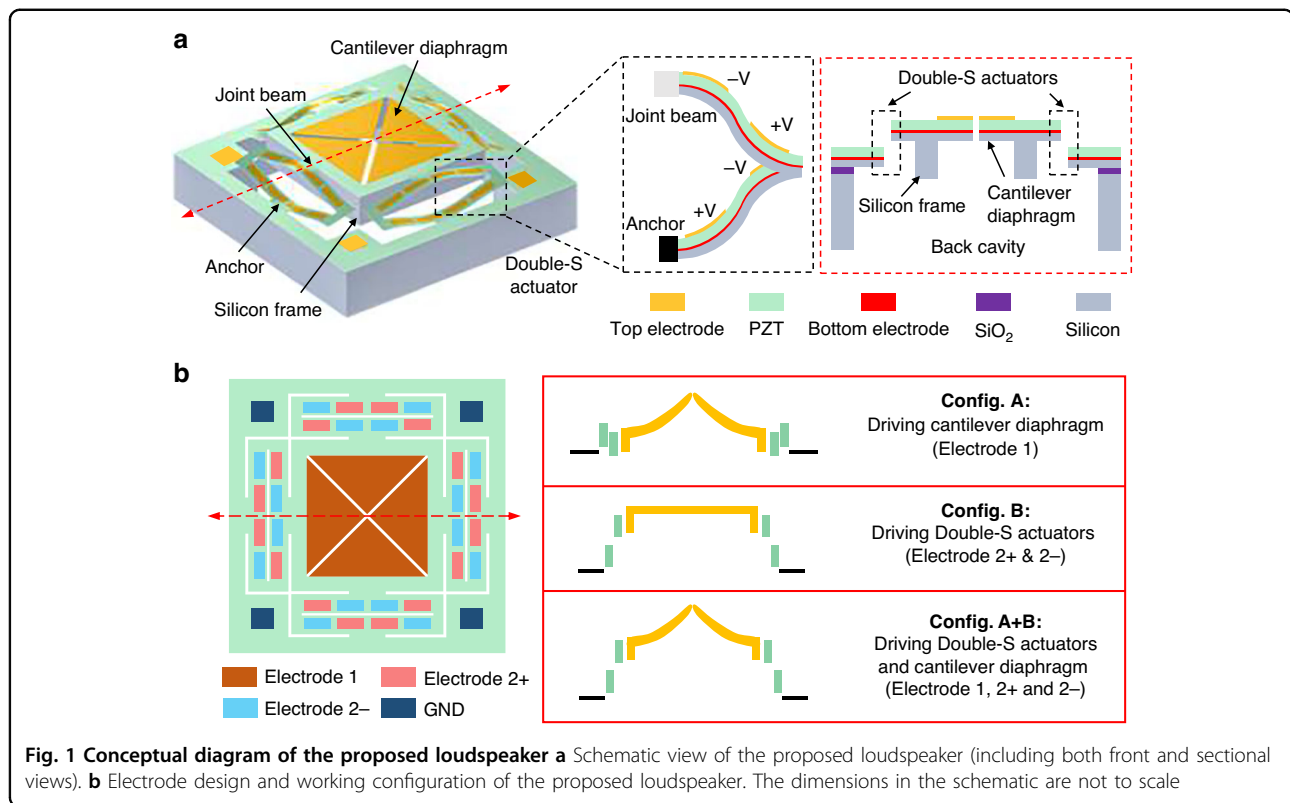 a
Cantilever diaphragm
Joint beam
Anchor
Silicon frame
Double-S
actuator
–V
Joint beam
+V
–V
Anchor
+V
Double-S actuators
Silicon frame
Cantilever
diaphragm
Back cavity
Top electrode
PZT
Bottom electrode
SiO2
Silicon
b
Electrode 1
Electrode 2+
Electrode 2–
GND
Config. A:
Driving cantilever diaphragm
(Electrode 1)
Config. B:
Driving Double-S actuators
(Electrode 2+ & 2–)
Config. A+B:
Driving Double-S actuators
and cantilever diaphragm
(Electrode 1, 2+ and 2–)
Fig. 1 Conceptual diagram of the proposed loudspeaker a Schematic view of the proposed loudspeaker (including both front and sectional
views). b Electrode design and working configuration of the proposed loudspeaker. The dimensions in the schematic are not to scale